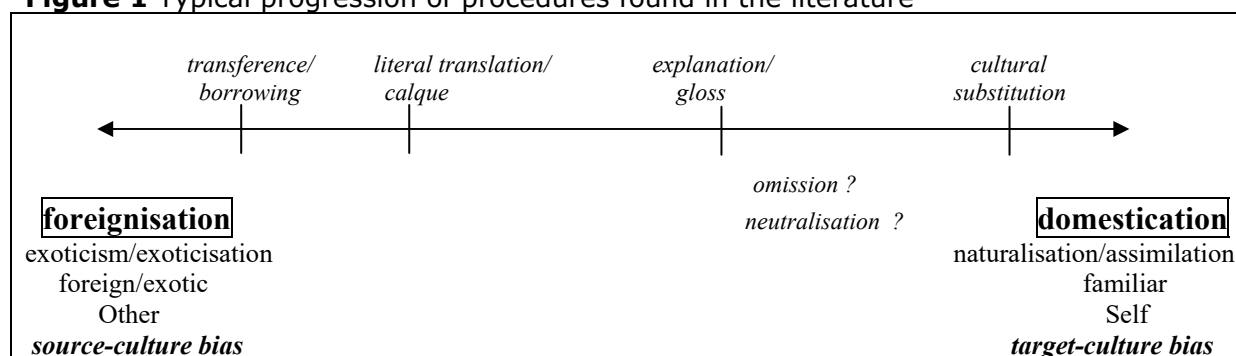 Figure 1 Typical progression of procedures found in the literature
transference/ literal translation/ explanation/ cultural
borrowing calque gloss substitution
omission ?
neutralisation ?
foreignisation domestication
exoticism/exoticisation naturalisation/assimilation
foreign/exotic familiar
Other Self
source-culture bias target-culture bias